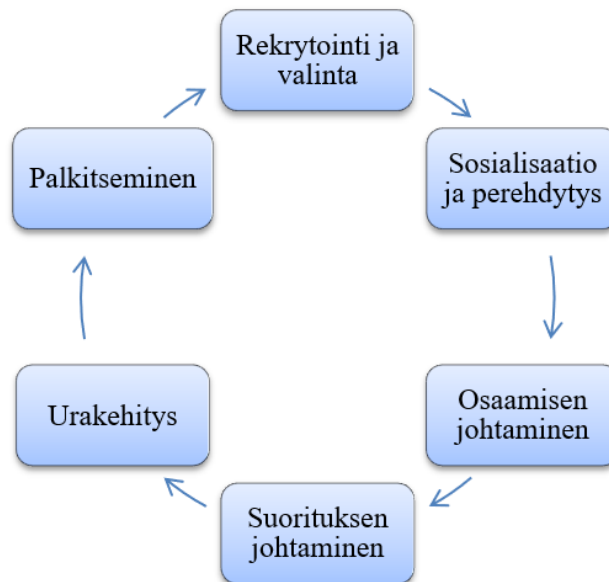 Rekrytointi ja
valinta
Sosialisaatio
ja perehdytys
Osaamisen
johtaminen
Suorituksen
johtaminen
Urakehitys
Palkitseminen